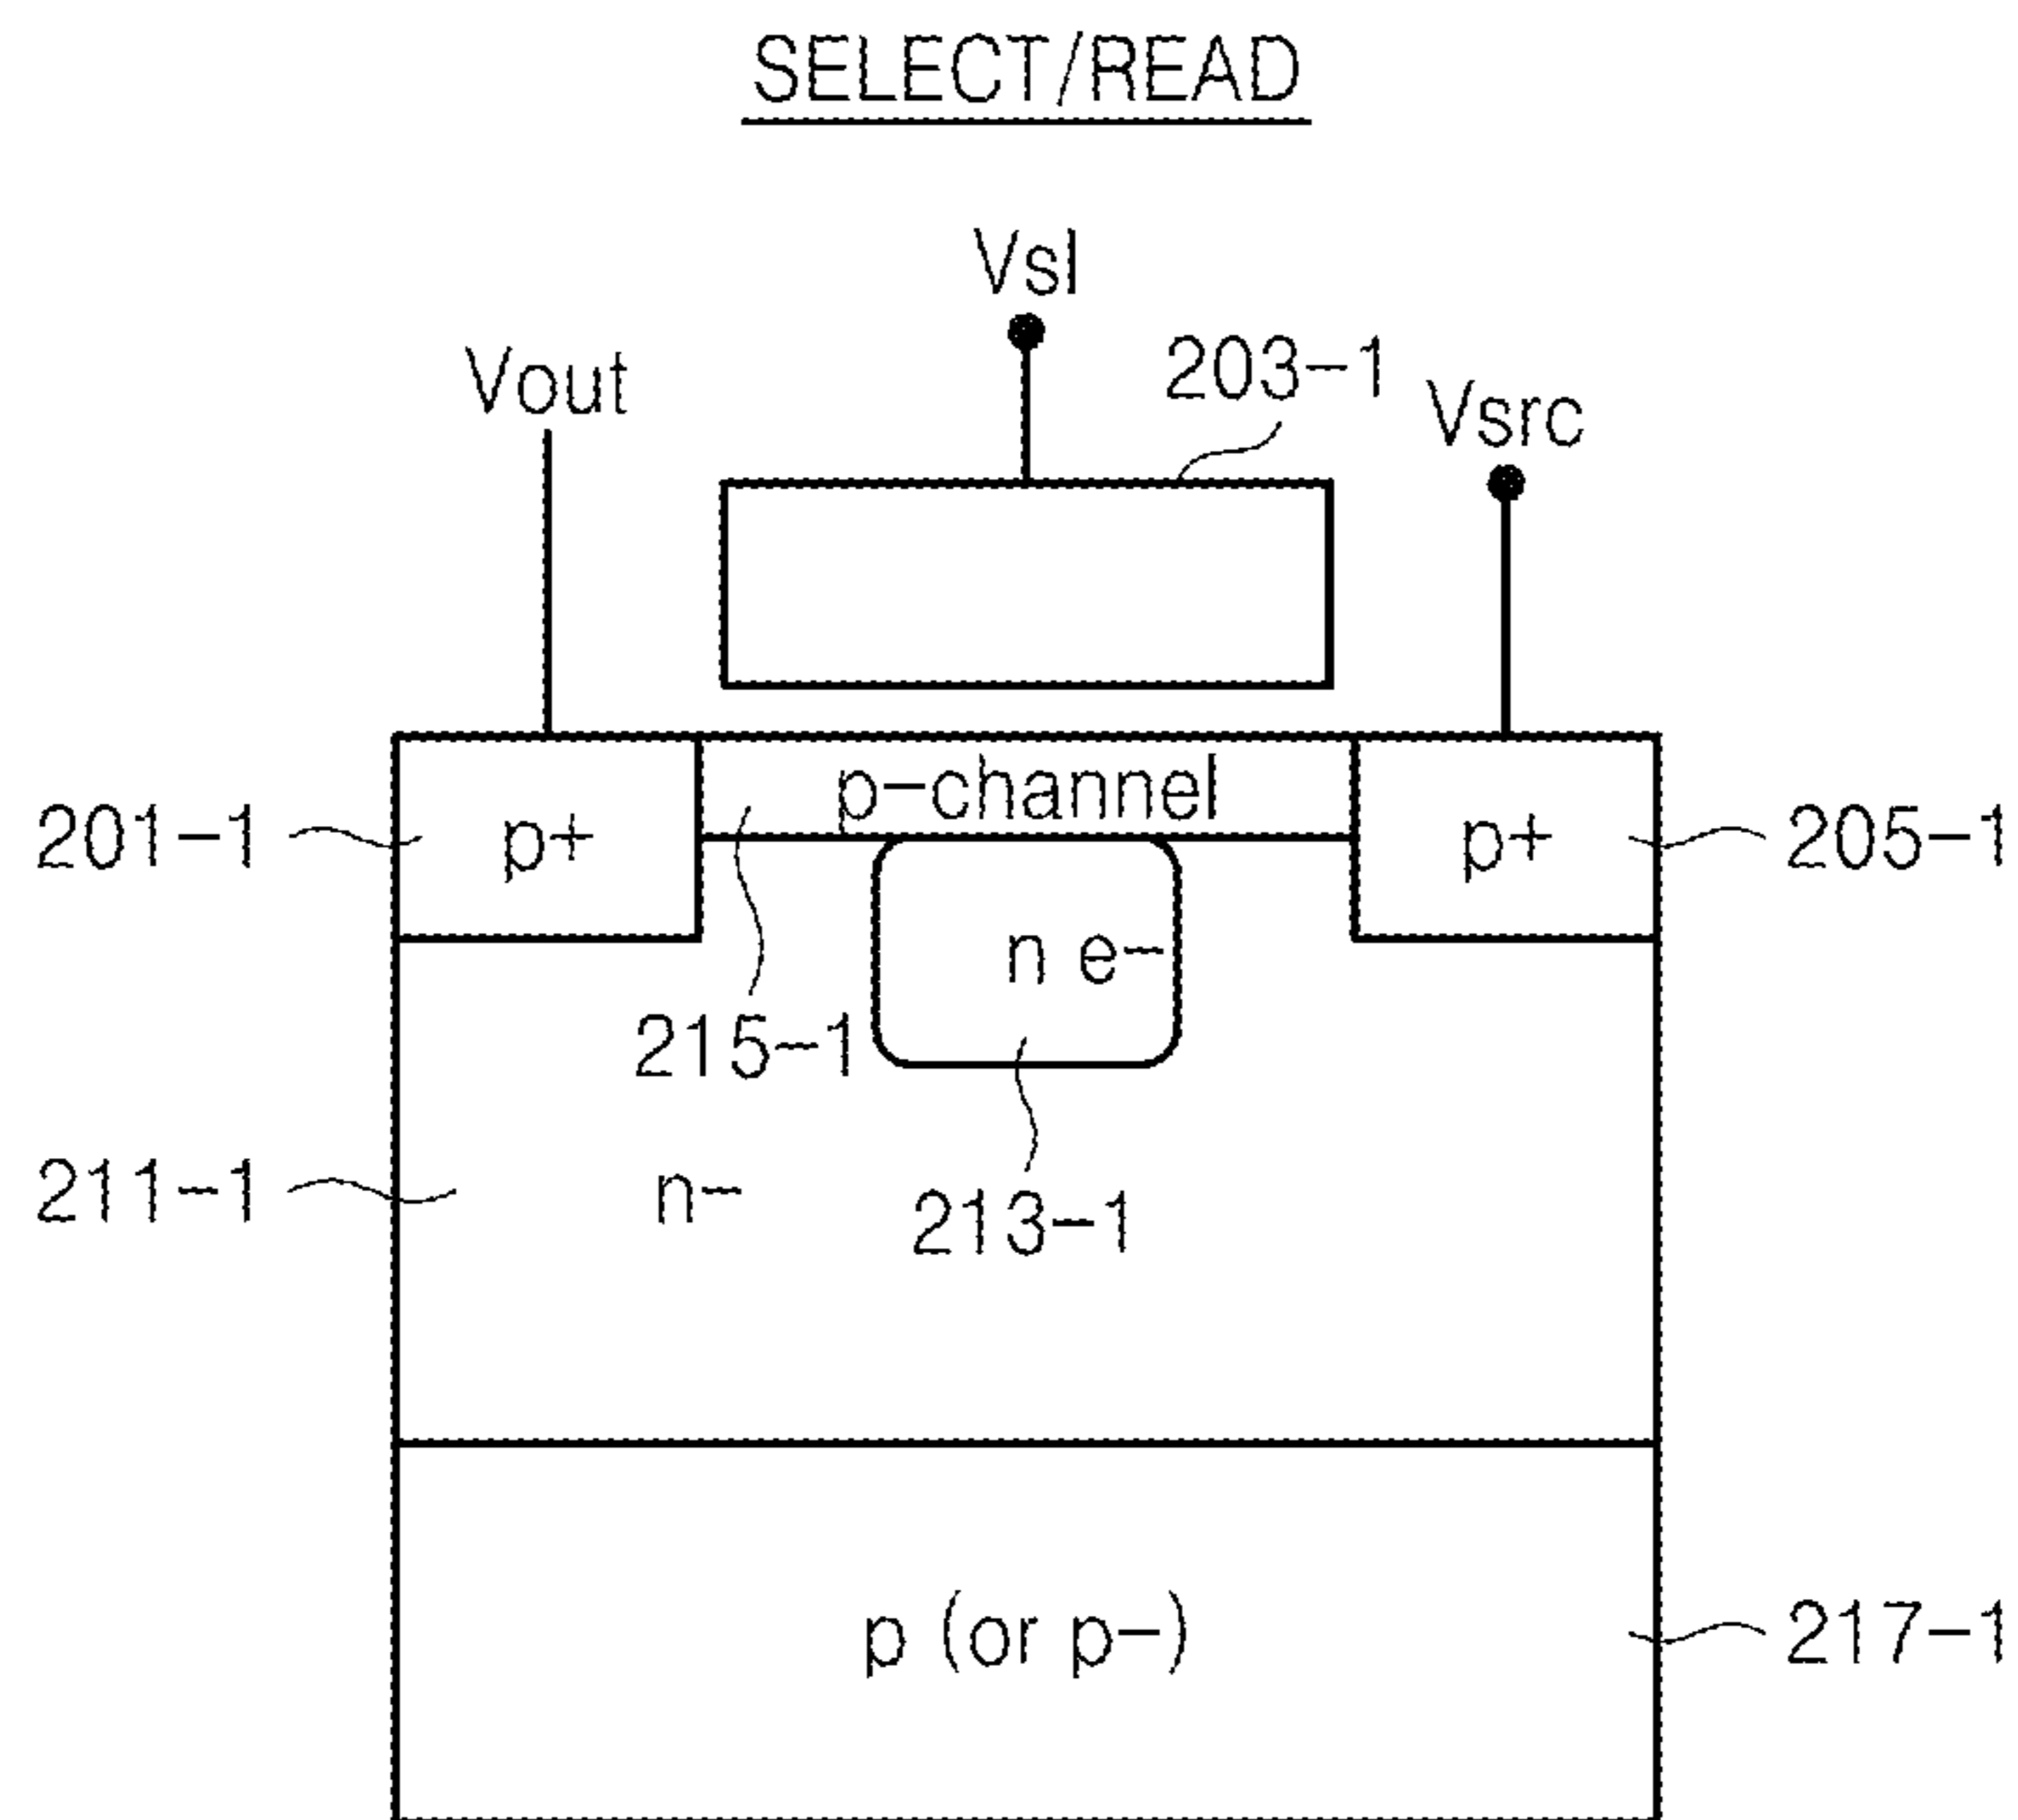 SELECT/READ
Vsl
203-1
Vout
Vsrc
p-channel
201-1
p+
p+
205-1
n e-
215-1
211-1
n-
213-1
p (or p-)
217-1